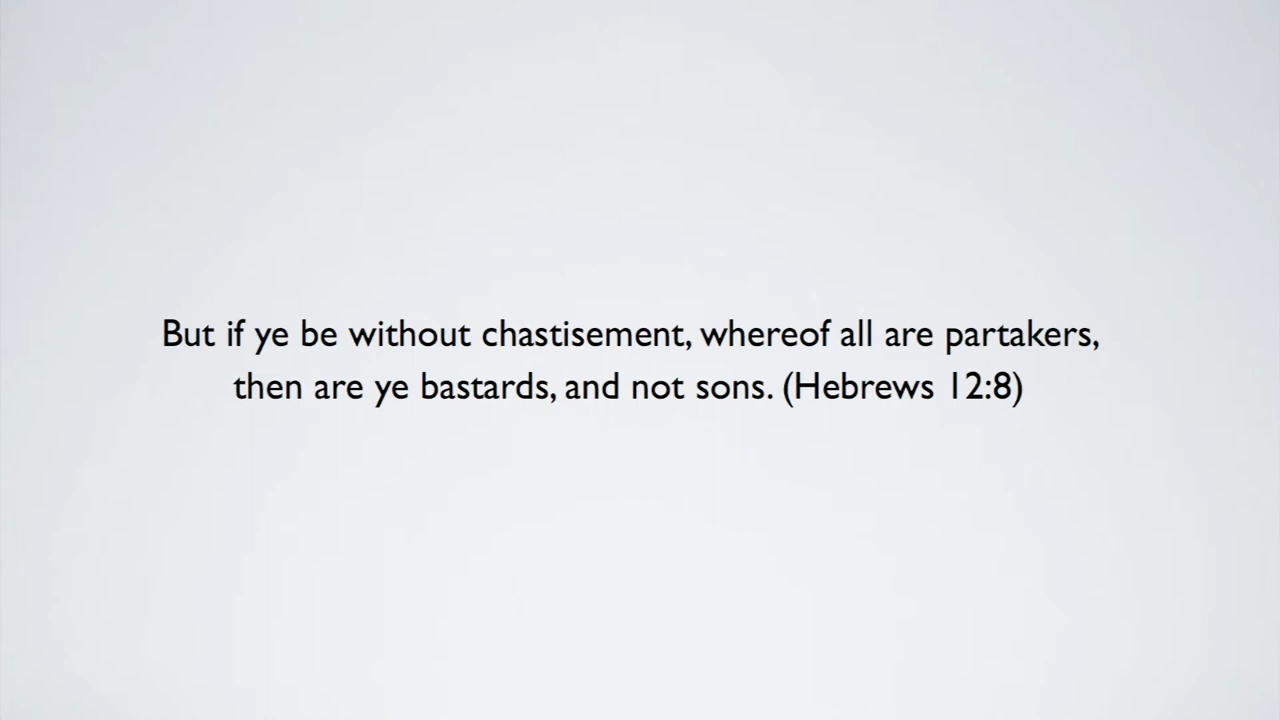 But if ye be without chastisement, whereof all are partakers,
then are ye bastards, and not sons. (Hebrews 12:8)